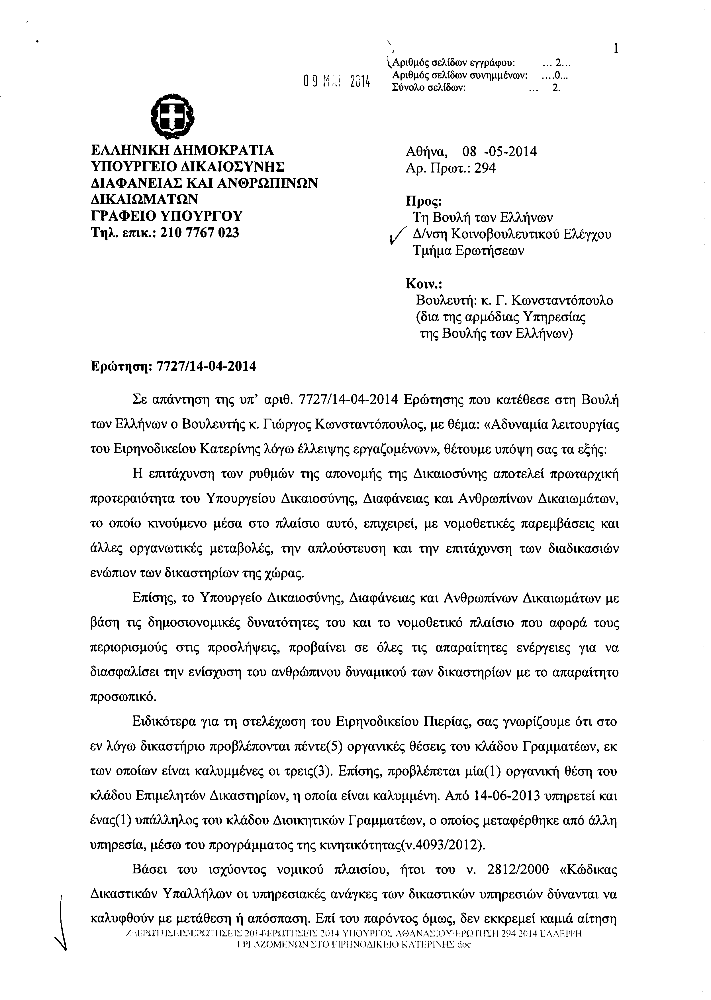 1
Αριθμός σελίδων εγγράφου: ... 2...
Αριθμός σελίδων συνημμένων: ....0...
Σύνολο σελίδων: ... 2.
09 ΜΑΪ. 2014
ΕΛΛΗΝΙΚΗ ΔΗΜΟΚΡΑΤΙΑ
ΥΠΟΥΡΓΕΙΟ ΔΙΚΑΙΟΣΥΝΗΣ
ΔΙΑΦΑΝΕΙΑΣ ΚΑΙ ΑΝΘΡΩΠΙΝΩΝ
ΔΙΚΑΙΩΜΑΤΩΝ
ΓΡΑΦΕΙΟ ΥΠΟΥΡΓΟΥ
Τηλ. επικ.: 210 7767 023
Αθήνα, 08 -05-2014
Αρ. Πρωτ.: 294
Προς:
Τη Βουλή των Ελλήνων
Δ/νση Κοινοβουλευτικού Ελέγχου
Τμήμα Ερωτήσεων
Κοιν.:
Βουλευτή: κ. Γ. Κωνσταντόπουλο
(δια της αρμόδιας Υπηρεσίας
της Βουλής των Ελλήνων)
Ερώτηση: 7727/14-04-2014
Σε απάντηση της υπ’ αριθ. 7727/14-04-2014 Ερώτησης που κατέθεσε στη Βουλή
των Ελλήνων ο Βουλευτής κ. Γιώργος Κωνσταντόπουλος, με θέμα: «Αδυναμία λειτουργίας
του Ειρηνοδικείου Κατερίνης λόγω έλλειψης εργαζομένων», θέτουμε υπόψη σας τα εξής:
Η επιτάχυνση των ρυθμών της απονομής της Δικαιοσύνης αποτελεί πρωταρχική
προτεραιότητα του Υπουργείου Δικαιοσύνης, Διαφάνειας και Ανθρωπίνων Δικαιωμάτων,
το οποίο κινούμενο μέσα στο πλαίσιο αυτό, επιχειρεί, με νομοθετικές παρεμβάσεις και
άλλες οργανωτικές μεταβολές, την απλούστευση και την επιτάχυνση των διαδικασιών
ενώπιον των δικαστηρίων της χώρας.
Επίσης, το Υπουργείο Δικαιοσύνης, Διαφάνειας και Ανθρωπίνων Δικαιωμάτων με
βάση τις δημοσιονομικές δυνατότητες του και το νομοθετικό πλαίσιο που αφορά τους
περιορισμούς στις προσλήψεις, προβαίνει σε όλες τις απαραίτητες ενέργειες για να
διασφαλίσει την ενίσχυση του ανθρώπινου δυναμικού των δικαστηρίων με το απαραίτητο
προσωπικό.
Ειδικότερα για τη στελέχωση του Ειρηνοδικείου Πιερίας, σας γνωρίζουμε ότι στο
εν λόγω δικαστήριο προβλέπονται πέντε(5) οργανικές θέσεις του κλάδου Γραμματέων, εκ
των οποίων είναι καλυμμένες οι τρεις(3). Επίσης, προβλέπεται μία(1) οργανική θέση του
κλάδου Επιμελητών Δικαστηρίων, η οποία είναι καλυμμένη. Από 14-06-2013 υπηρετεί και
ένας(1) υπάλληλος του κλάδου Διοικητικών Γραμματέων, ο οποίος μεταφέρθηκε από άλλη
υπηρεσία, μέσω του προγράμματος της κινητικότητας(ν.4093/2012).
Βάσει του ισχύοντος νομικού πλαισίου, ήτοι του ν. 2812/2000 «Κώδικας
Δικαστικών Υπαλλήλων οι υπηρεσιακές ανάγκες των δικαστικών υπηρεσιών δύνανται να
καλυφθούν με μετάθεση ή απόσπαση. Επί του παρόντος όμως, δεν εκκρεμεί καμιά αίτηση
Z:\ΕΡΩΤΗΣΕΙΣ\ΕΡΩΤΗΣΕΙΣ 2014\ΕΡΩΤΗΣΕΙΣ 2014 ΥΠΟΥΡΓΟΣ ΑΘΑΝΑΣΙΟΥ\ΕΡΩΤΗΣΗ 294 2014 ΕΛΛΕΙΨΗ
ΕΡΓΑΖΟΜΕΝΩΝ ΣΤΟ ΕΙΡΗΝΟΔΙΚΕΙΟ ΚΑΤΕΡΙΝΗΣ.doc